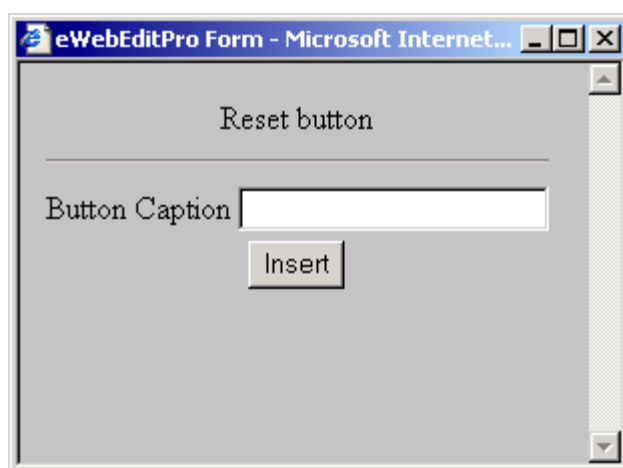 eWebEditPro Form - Microsoft Internet...
Reset button
Button Caption
Insert